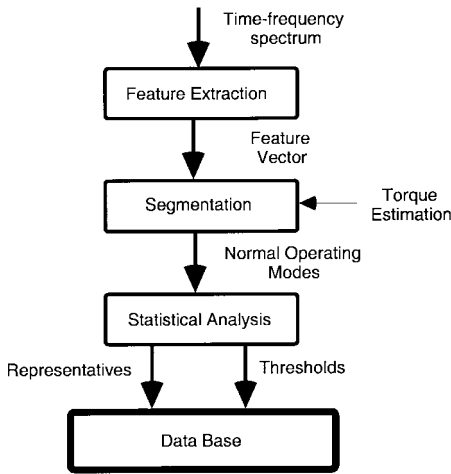 Time-frequency
spectrum
Feature Extraction
Feature
Vector
Segmentation
Torque
Estimation
Normal Operating
Modes
Statistical Analysis
Representatives
Thresholds
Data Base